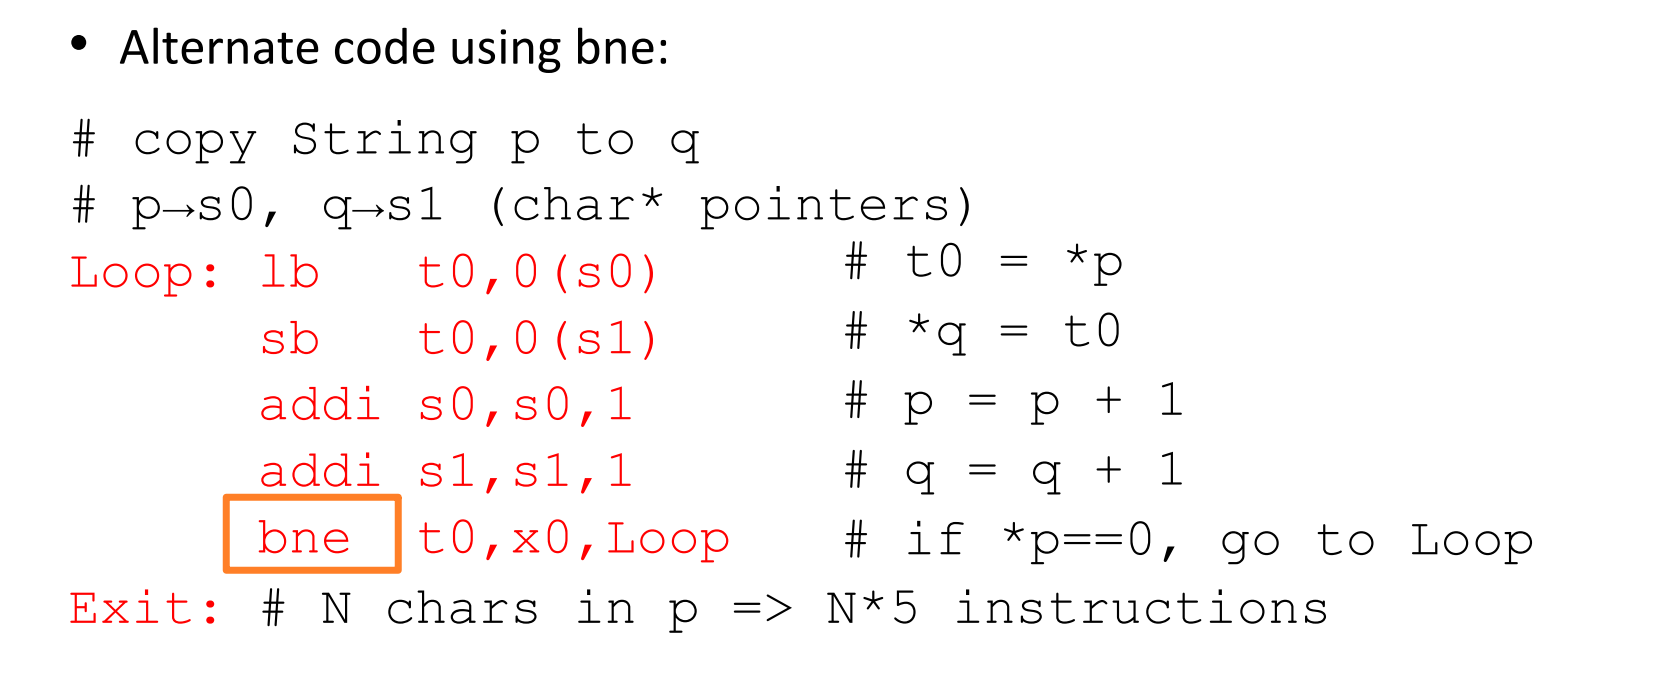 • Alternate code using bne:
# copy String p to q
# p→s0, q→s1 (char* pointers)
Loop: lb t0,0(s0) # t0 = *p
sb t0,0(s1) # *q = t0
addi s0,s0,1 # p = p + 1
addi s1,s1,1 # q = q + 1
bne t0,x0,Loop # if *p==0, go to Loop
Exit: # N chars in p => N*5 instructions